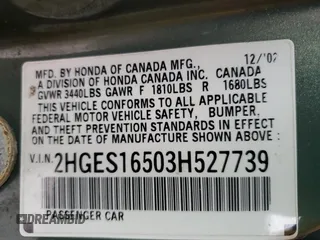 MFD. BY HONDA OF CANADA MFG., 12/'02
A DIVISION OF HONDA CANADA INC. CANADA
GVWR 3440LBS GAWR F 1810LBS R 1680LBS
THIS VEHICLE CONFORMS TO ALL APPLICABLE
FEDERAL MOTOR VEHICLE SAFETY, BUMPER,
AND THEFT PREVENTION STANDARDS IN EFFECT
ON THE DATE OF MANUFACTURE SHOWN ABOVE.
V.I.N. 2HGES16503H527739
PASSENGER CAR
DREAMBID